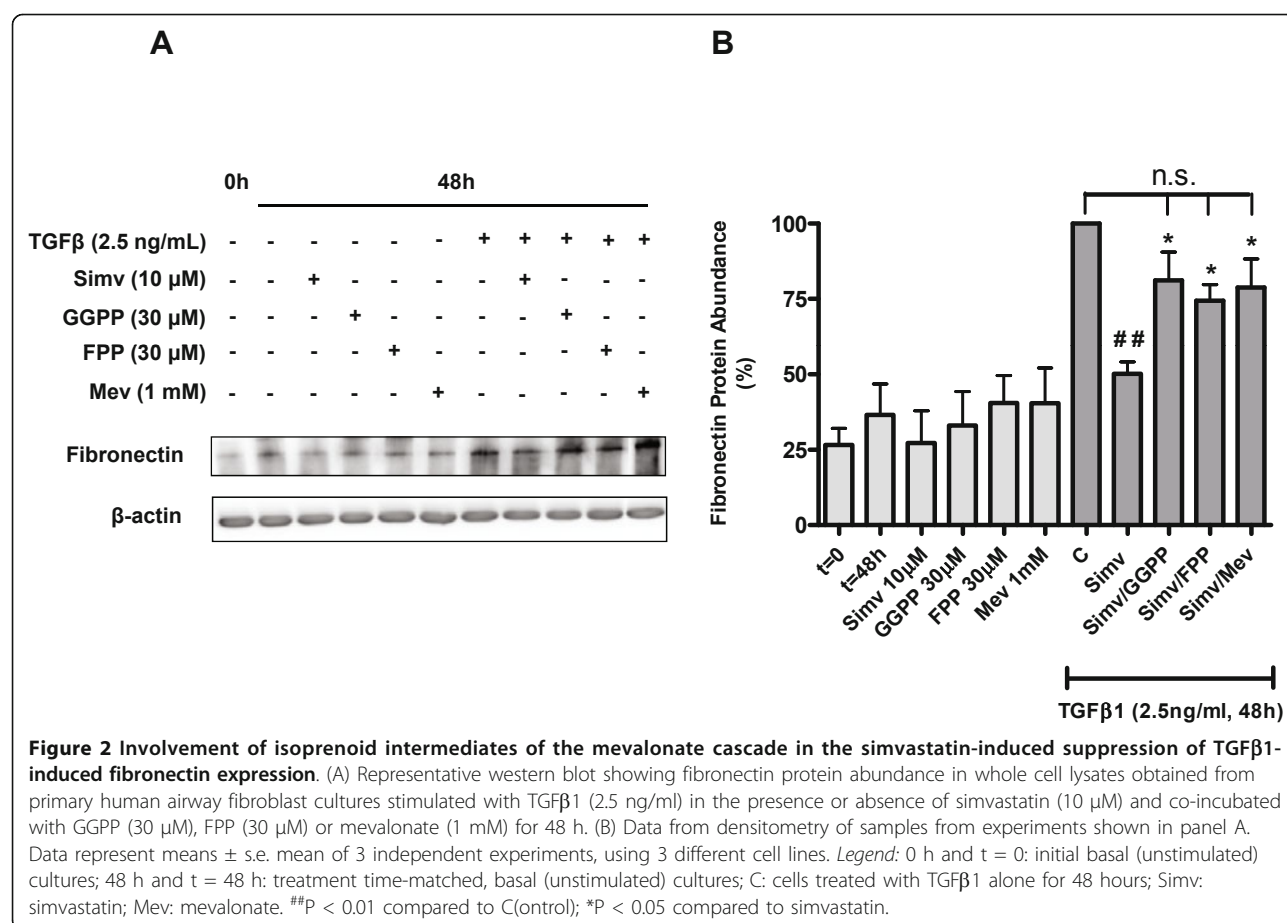 A
B
0h 48h
TGFβ (2.5 ng/mL) - - - - - - + + + + +
Simv (10 μM) - - + - - - - + - - -
GGPP (30 μM) - - - + - - - - + - -
FPP (30 μM) - - - - + - - - - + -
Mev (1 mM) - - - - - + - - - - +
Fibronectin
β-actin
n.s.
Fibronectin Protein Abundance
(%)
100
75
50
25
0
##
*
*
*
t=0
t=48h
Simv 10μM
GGPP 30μM
FPP 30μM
Mev 1mM
C
Simv
Simv/GGPP
Simv/FPP
Simv/Mev
TGFβ1 (2.5ng/ml, 48h)
Figure 2 Involvement of isoprenoid intermediates of the mevalonate cascade in the simvastatin-induced suppression of TGFβ1-
induced fibronectin expression. (A) Representative western blot showing fibronectin protein abundance in whole cell lysates obtained from
primary human airway fibroblast cultures stimulated with TGFβ1 (2.5 ng/ml) in the presence or absence of simvastatin (10 μM) and co-incubated
with GGPP (30 μM), FPP (30 μM) or mevalonate (1 mM) for 48 h. (B) Data from densitometry of samples from experiments shown in panel A.
Data represent means ± s.e. mean of 3 independent experiments, using 3 different cell lines. Legend: 0 h and t = 0: initial basal (unstimulated)
cultures; 48 h and t = 48 h: treatment time-matched, basal (unstimulated) cultures; C: cells treated with TGFβ1 alone for 48 hours; Simv:
simvastatin; Mev: mevalonate. ##P < 0.01 compared to C(ontrol); *P < 0.05 compared to simvastatin.